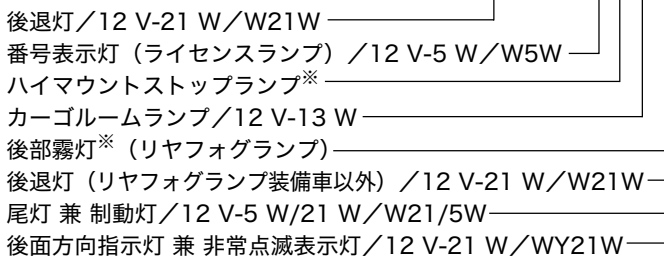 後退灯／12 V-21 W／W21W
番号表示灯（ライセンスランプ）／12 V-5 W／W5W
ハイマウントストップランプ※
カーゴルームランプ／12 V-13 W
後部霧灯※（リヤフォグランプ）
後退灯（リヤフォグランプ装備車以外）／12 V-21 W／W21W
尾灯 兼 制動灯／12 V-5 W/21 W／W21/5W
後面方向指示灯 兼 非常点滅表示灯／12 V-21 W／WY21W